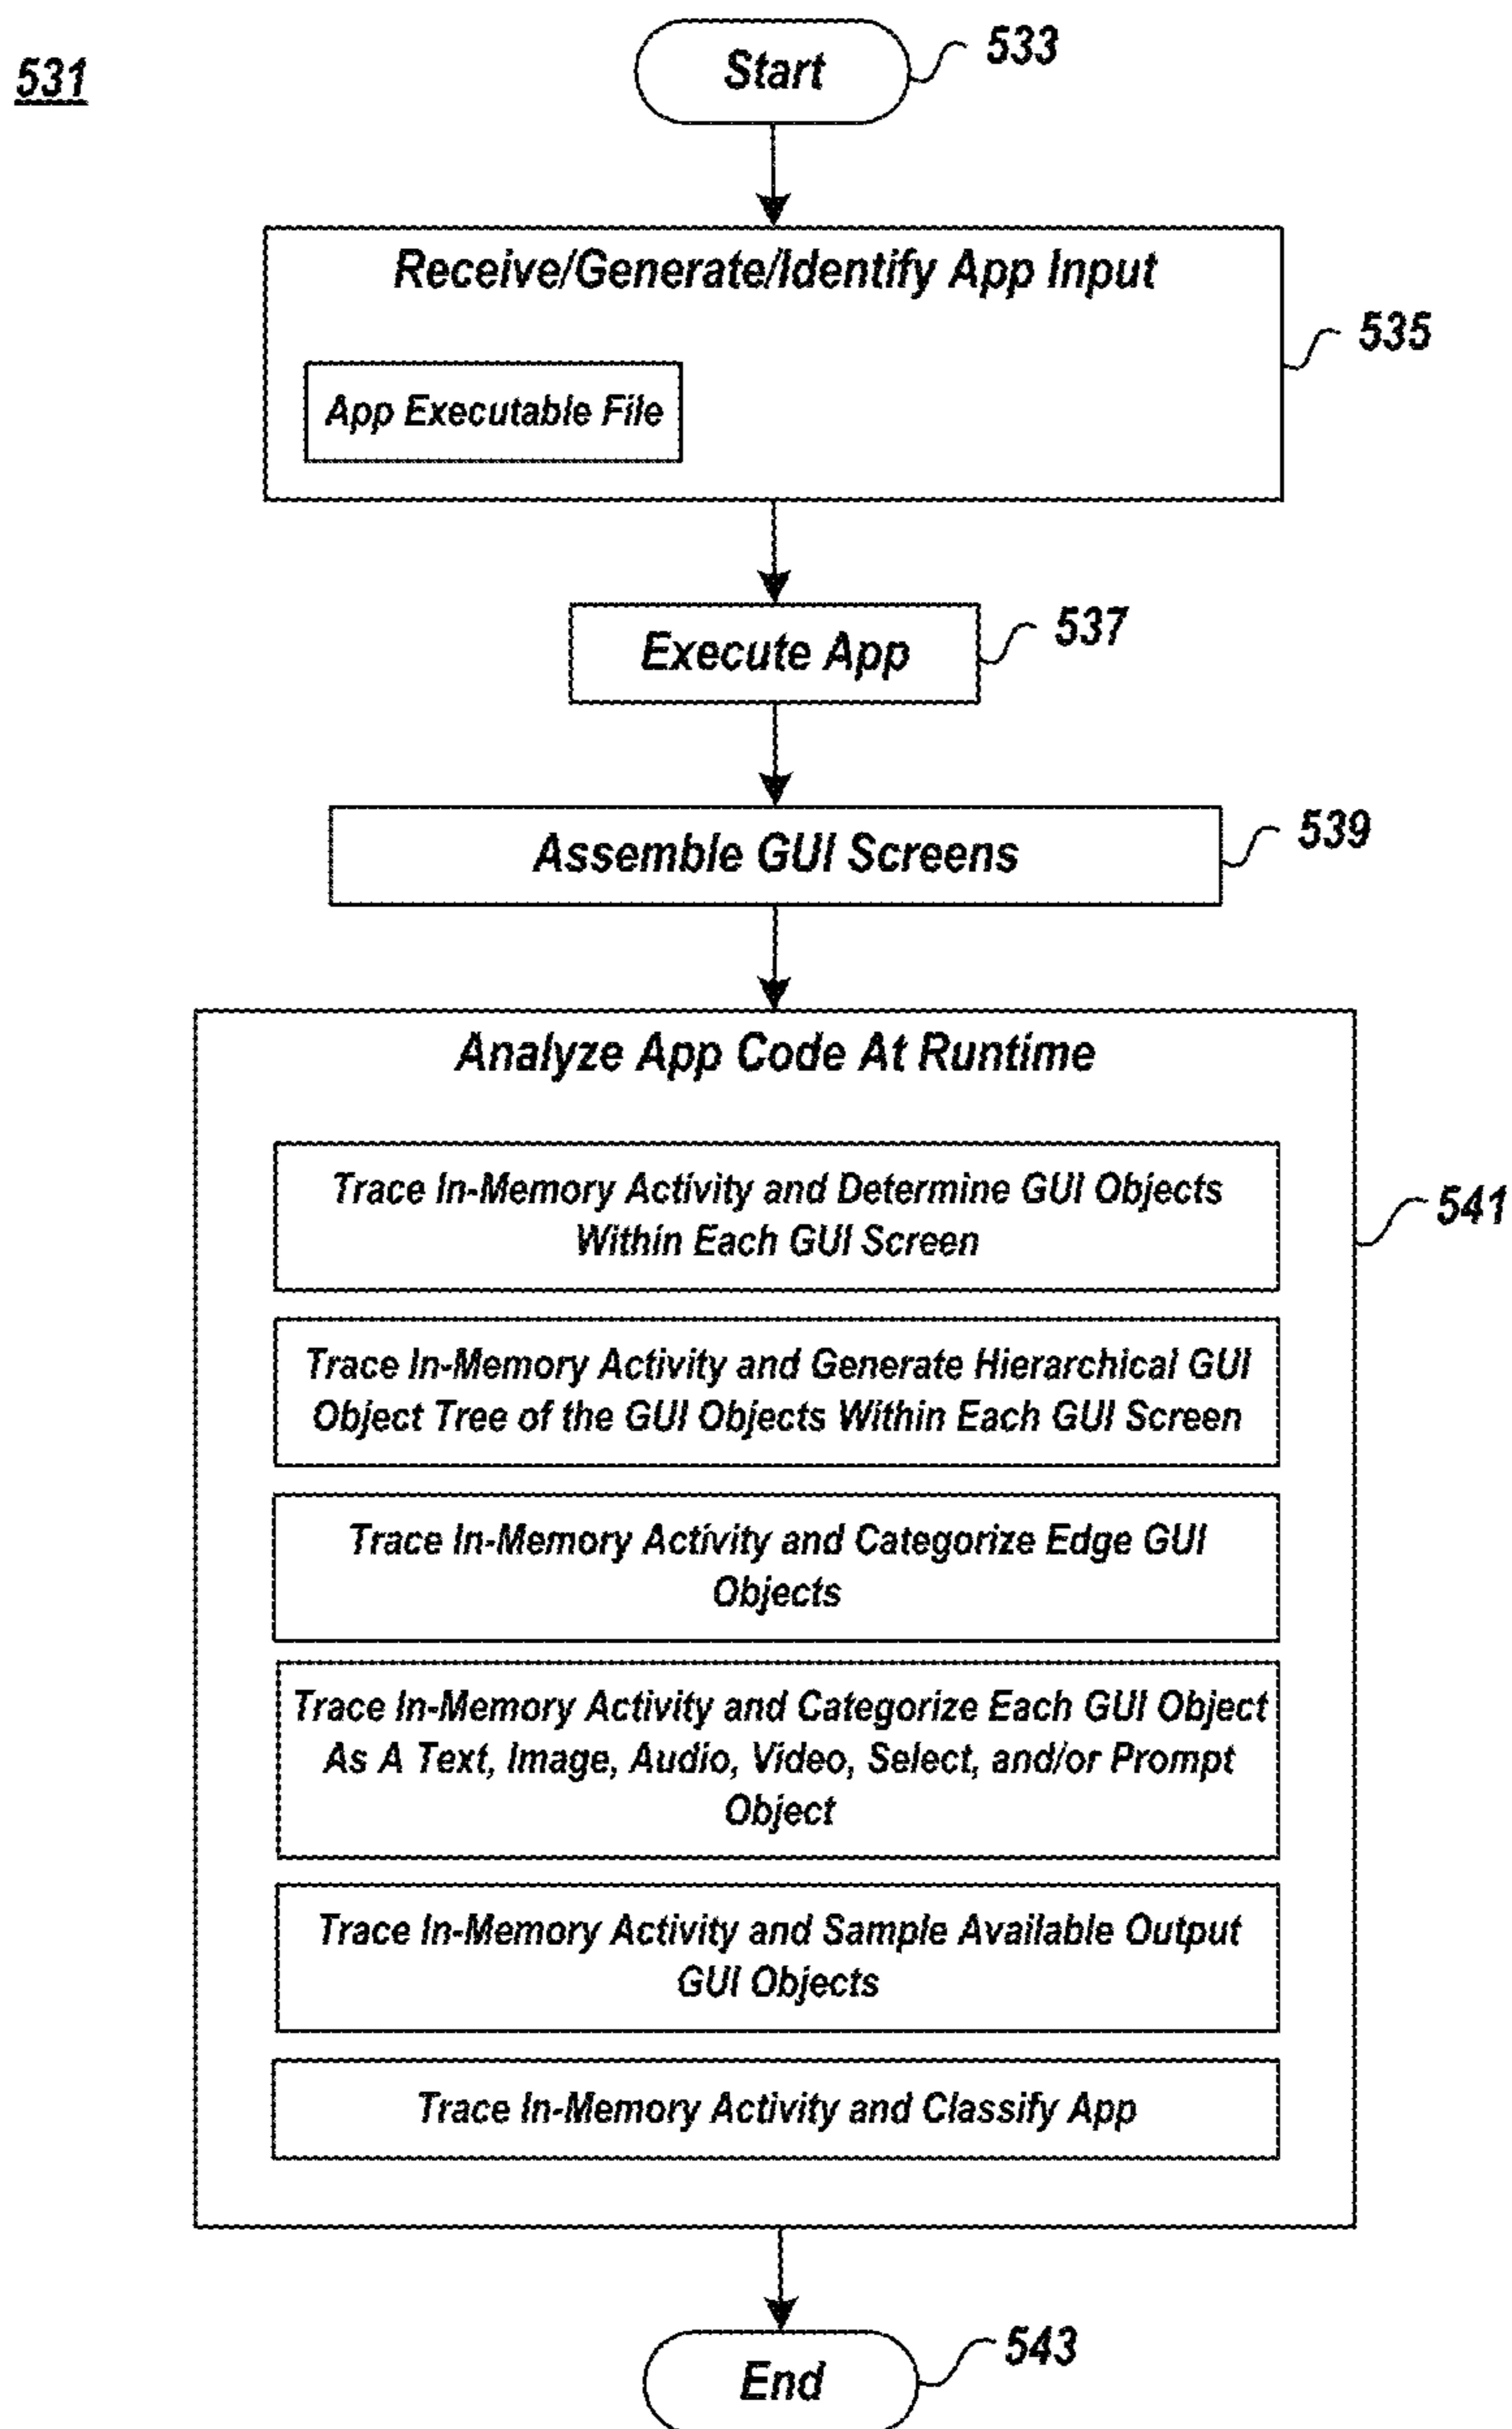 531
Start
533
Receive/Generate/Identify App Input
535
App Executable File
Execute App
537
Assemble GUI Screens
539
Analyze App Code At Runtime
541
Trace In-Memory Activity and Determine GUI Objects
Within Each GUI Screen
Trace In-Memory Activity and Generate Hierarchical GUI
Object Tree of the GUI Objects Within Each GUI Screen
Trace In-Memory Activity and Categorize Edge GUI
Objects
Trace In-Memory Activity and Categorize Each GUI Object
As A Text, Image, Audio, Video, Select, and/or Prompt
Object
Trace In-Memory Activity and Sample Available Output
GUI Objects
Trace In-Memory Activity and Classify App
End
543